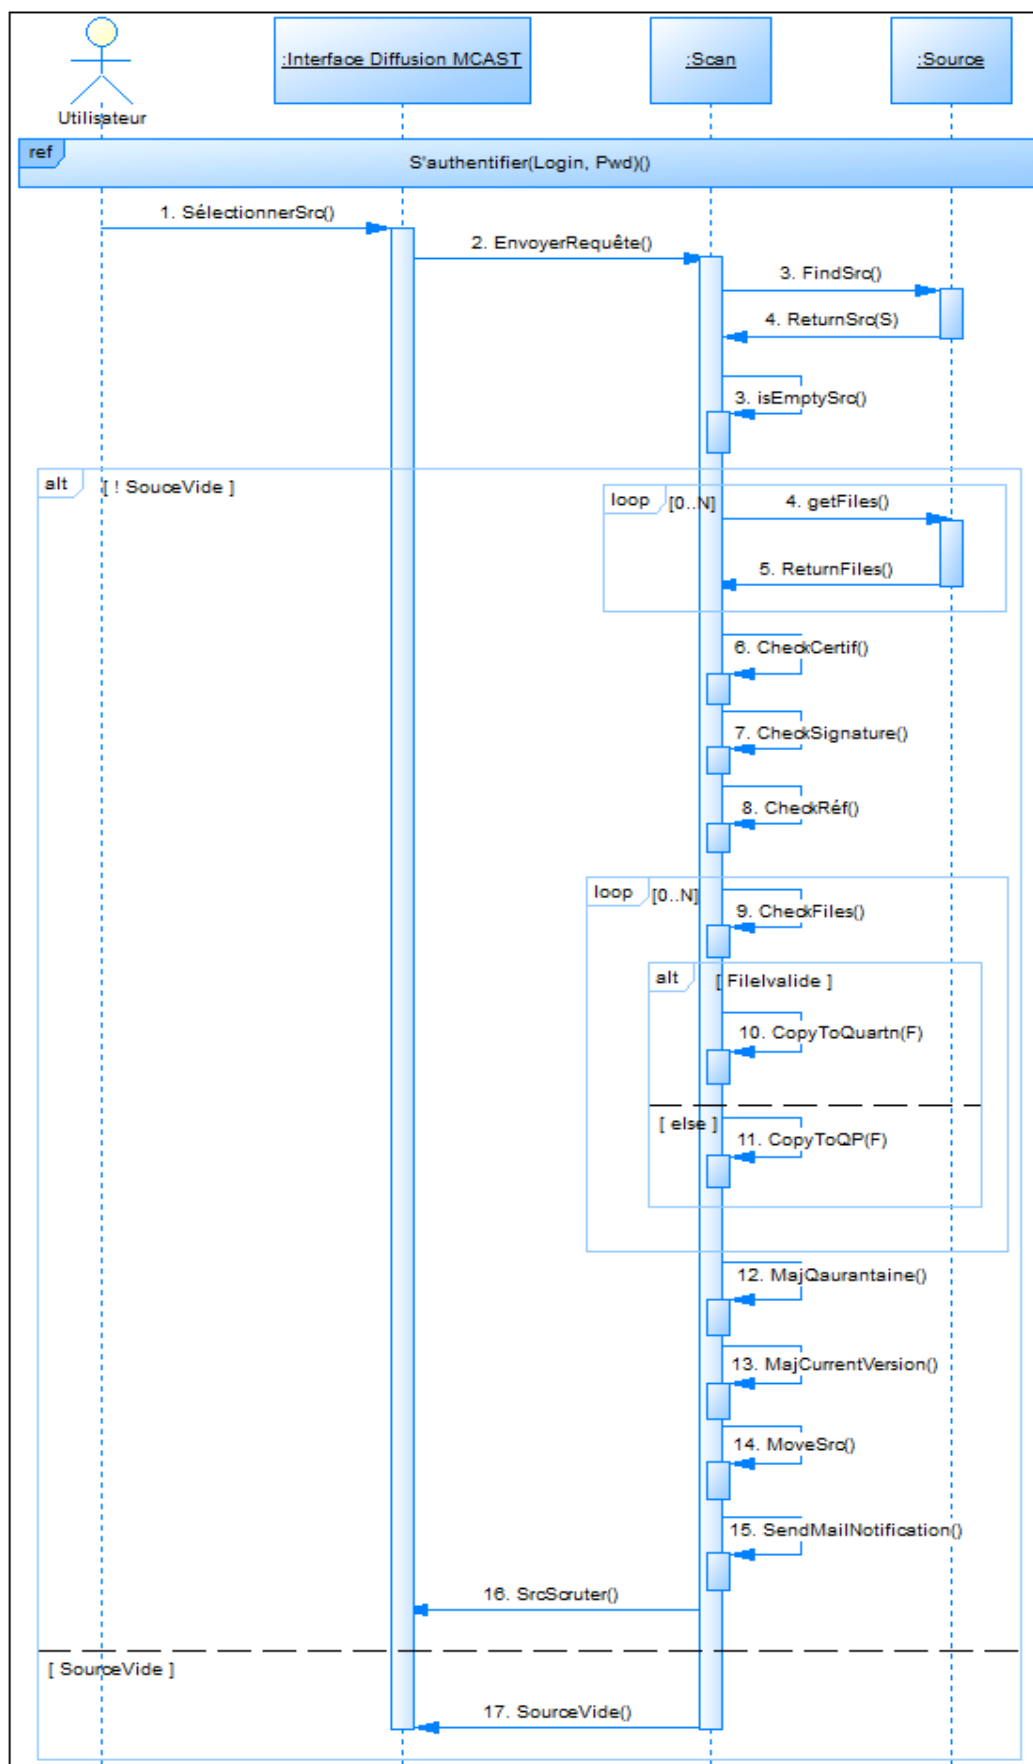 :Interface Diffusion MCAST
:Scan
:Source
Utilisateur
ref
S'authentifier(Login, Pwd)()
1. SélectionnerSrc()
2. EnvoyerRequête()
3. FindSrc()
4. ReturnSrc(S)
3. isEmptySrc()
alt
[ ! SouceVide ]
loop
[0..N]
4. getFiles()
5. ReturnFiles()
6. CheckCertif()
7. CheckSignature()
8. CheckRéf()
loop
[0..N]
9. CheckFiles()
alt
[ FileIvalide ]
10. CopyToQuartn(F)
[ else ]
11. CopyToQP(F)
12. MajQaurantaine()
13. MajCurrentVersion()
14. MoveSrc()
15. SendMailNotification()
16. SrcScruter()
[ SourceVide ]
17. SourceVide()